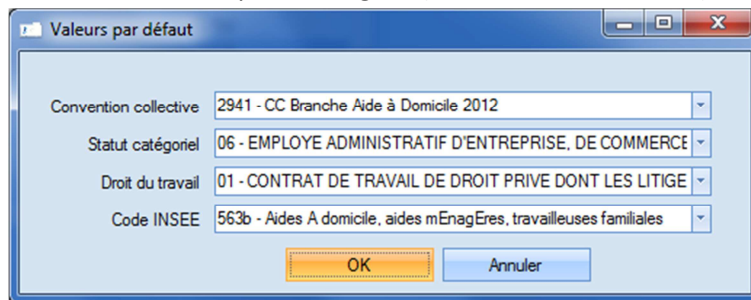 Valeurs par défaut
Convention collective 2941 - CC Branche Aide à Domicile 2012
Statut catégoriel 06 - EMPLOYE ADMINISTRATIF D'ENTREPRISE, DE COMMERCE
Droit du travail 01 - CONTRAT DE TRAVAIL DE DROIT PRIVE DONT LES LITIGE
Code INSEE 563b - Aides A domicile, aides mEnagEres, travailleuses familiales
OK Annuler